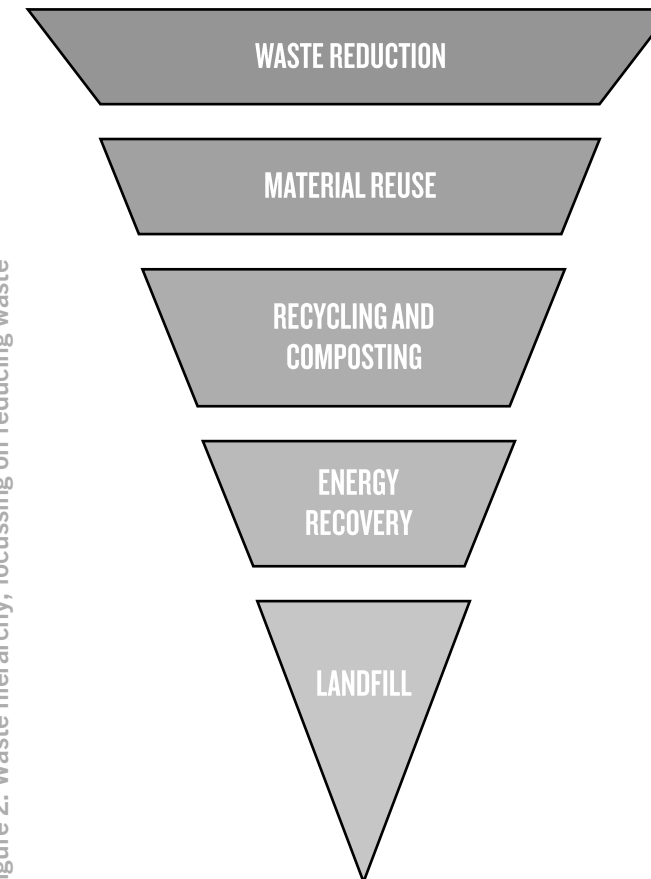 WASTE REDUCTION
MATERIAL REUSE
RECYCLING AND
COMPOSTING
ENERGY
RECOVERY
LANDFILL
2. Waste hierarchy, focussing on reducing waste